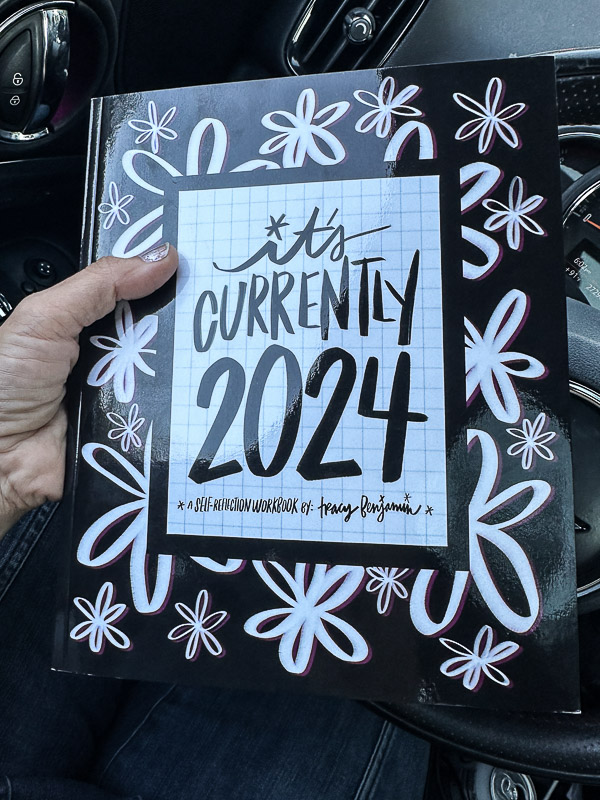 it's
CURRENTLY
2024
* A SELF-REFLECTION WORKBOOK BY: tracy Benjamin *